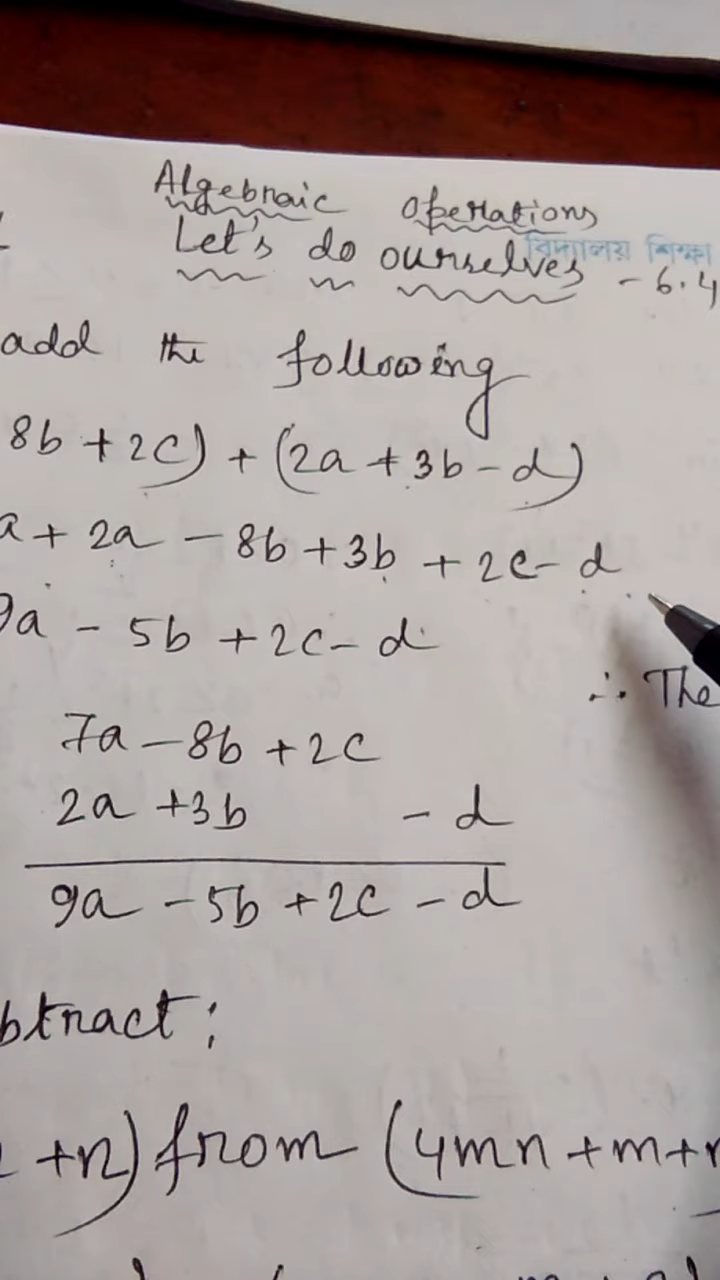 Algebraic Operations
Let's do ourselves - 6.4
বিদ্যালয় শিক্ষা
add the following
8b + 2c) + (2a + 3b - d)
a + 2a - 8b + 3b + 2c - d
9a - 5b + 2c - d
∴ The
7a - 8b + 2c
2a + 3b - d
9a - 5b + 2c - d
btract:
+n) from (4mn + m + n